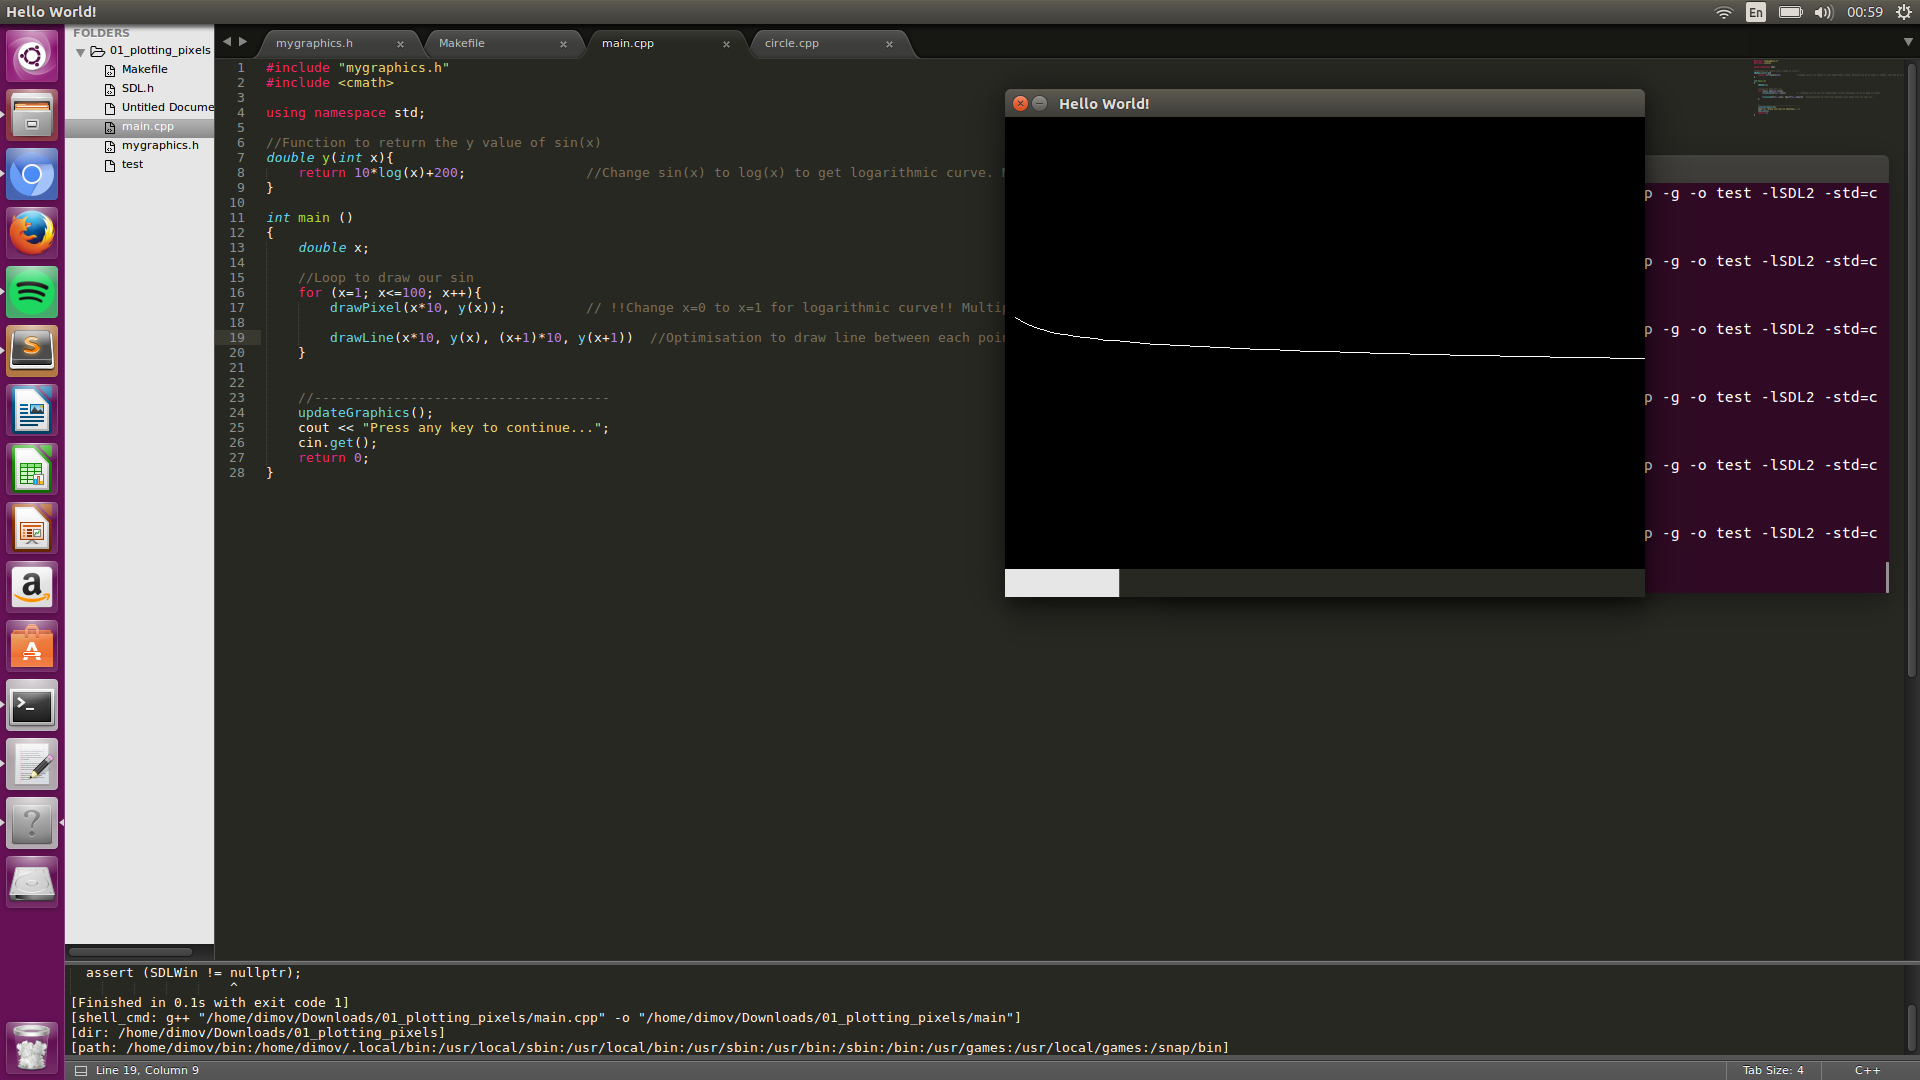 Hello World!
En
00:59
FOLDERS
01_plotting_pixels
Makefile
SDL.h
Untitled Docume
main.cpp
mygraphics.h
test
mygraphics.h
Makefile
main.cpp
circle.cpp
1 #include "mygraphics.h"
2 #include <cmath>
3
4 using namespace std;
5
6 //Function to return the y value of sin(x)
7 double y(int x){
8 return 10*log(x)+200; //Change sin(x) to log(x) to get logarithmic curve.
9 }
10
11 int main ()
12 {
13 double x;
14
15 //Loop to draw our sin
16 for (x=1; x<=100; x++){
17 drawPixel(x*10, y(x)); // !!Change x=0 to x=1 for logarithmic curve!! Multip
18
19 drawLine(x*10, y(x), (x+1)*10, y(x+1)) //Optimisation to draw line between each poin
20 }
21
22
23 //-------------------------------------
24 updateGraphics();
25 cout << "Press any key to continue...";
26 cin.get();
27 return 0;
28 }
Hello World!
p -g -o test -lSDL2 -std=c
p -g -o test -lSDL2 -std=c
p -g -o test -lSDL2 -std=c
p -g -o test -lSDL2 -std=c
p -g -o test -lSDL2 -std=c
p -g -o test -lSDL2 -std=c
assert (SDLWin != nullptr);
^
[Finished in 0.1s with exit code 1]
[shell_cmd: g++ "/home/dimov/Downloads/01_plotting_pixels/main.cpp" -o "/home/dimov/Downloads/01_plotting_pixels/main"]
[dir: /home/dimov/Downloads/01_plotting_pixels]
[path: /home/dimov/bin:/home/dimov/.local/bin:/usr/local/sbin:/usr/local/bin:/usr/sbin:/usr/bin:/sbin:/bin:/usr/games:/usr/local/games:/snap/bin]
Line 19, Column 9
Tab Size: 4
C++